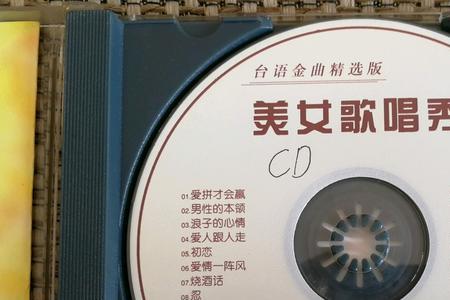 台语金曲精选版
美女歌唱秀
CD
01 爱拼才会赢
02 男性的本领
03 浪子的心情
04 爱人跟人走
05 初恋
06 爱情一阵风
07 烧酒话
08 忍